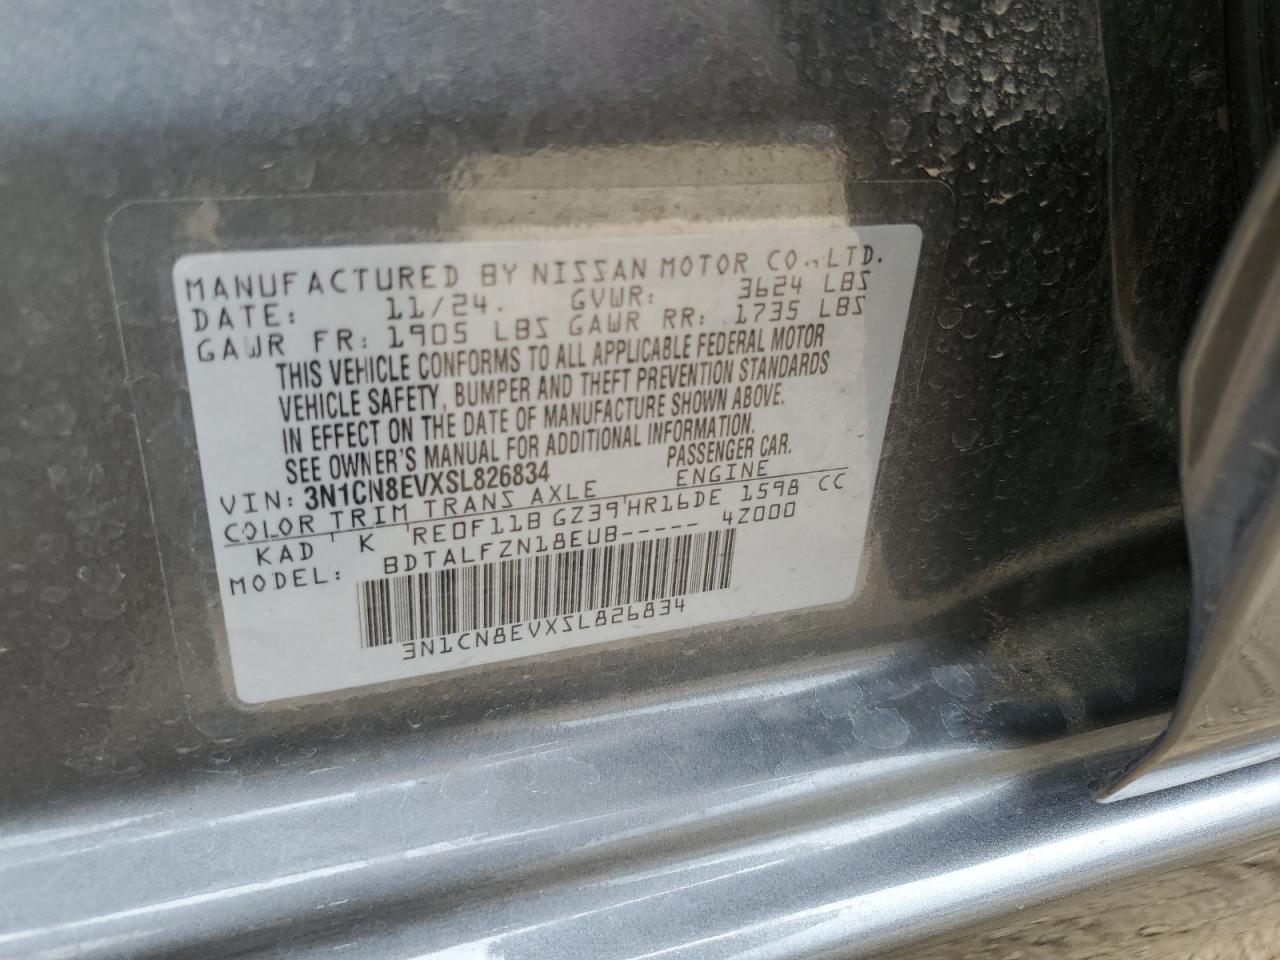 MANUFACTURED BY NISSAN MOTOR CO., LTD.
DATE: 11/24. GVWR: 3624 LBS
GAWR FR: 1905 LBS GAWR RR: 1735 LBS
THIS VEHICLE CONFORMS TO ALL APPLICABLE FEDERAL MOTOR
VEHICLE SAFETY, BUMPER AND THEFT PREVENTION STANDARDS
IN EFFECT ON THE DATE OF MANUFACTURE SHOWN ABOVE.
SEE OWNER'S MANUAL FOR ADDITIONAL INFORMATION.
VIN: 3N1CN8EVXSL826834 PASSENGER CAR.
COLOR TRIM TRANS AXLE ENGINE
KAD ' K 'RE0F11B GZ39'HR16DE 1598 CC
MODEL: BDTALFZN18EUB----- 4Z000
3N1CN8EVXSL826834